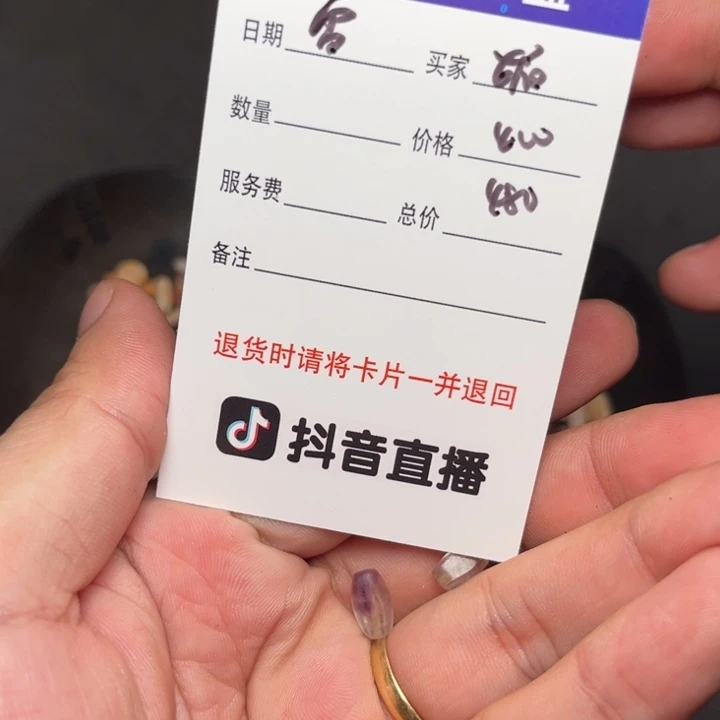 日期 买家
数量 价格
服务费 总价 480
备注
退货时请将卡片一并退回
抖音直播